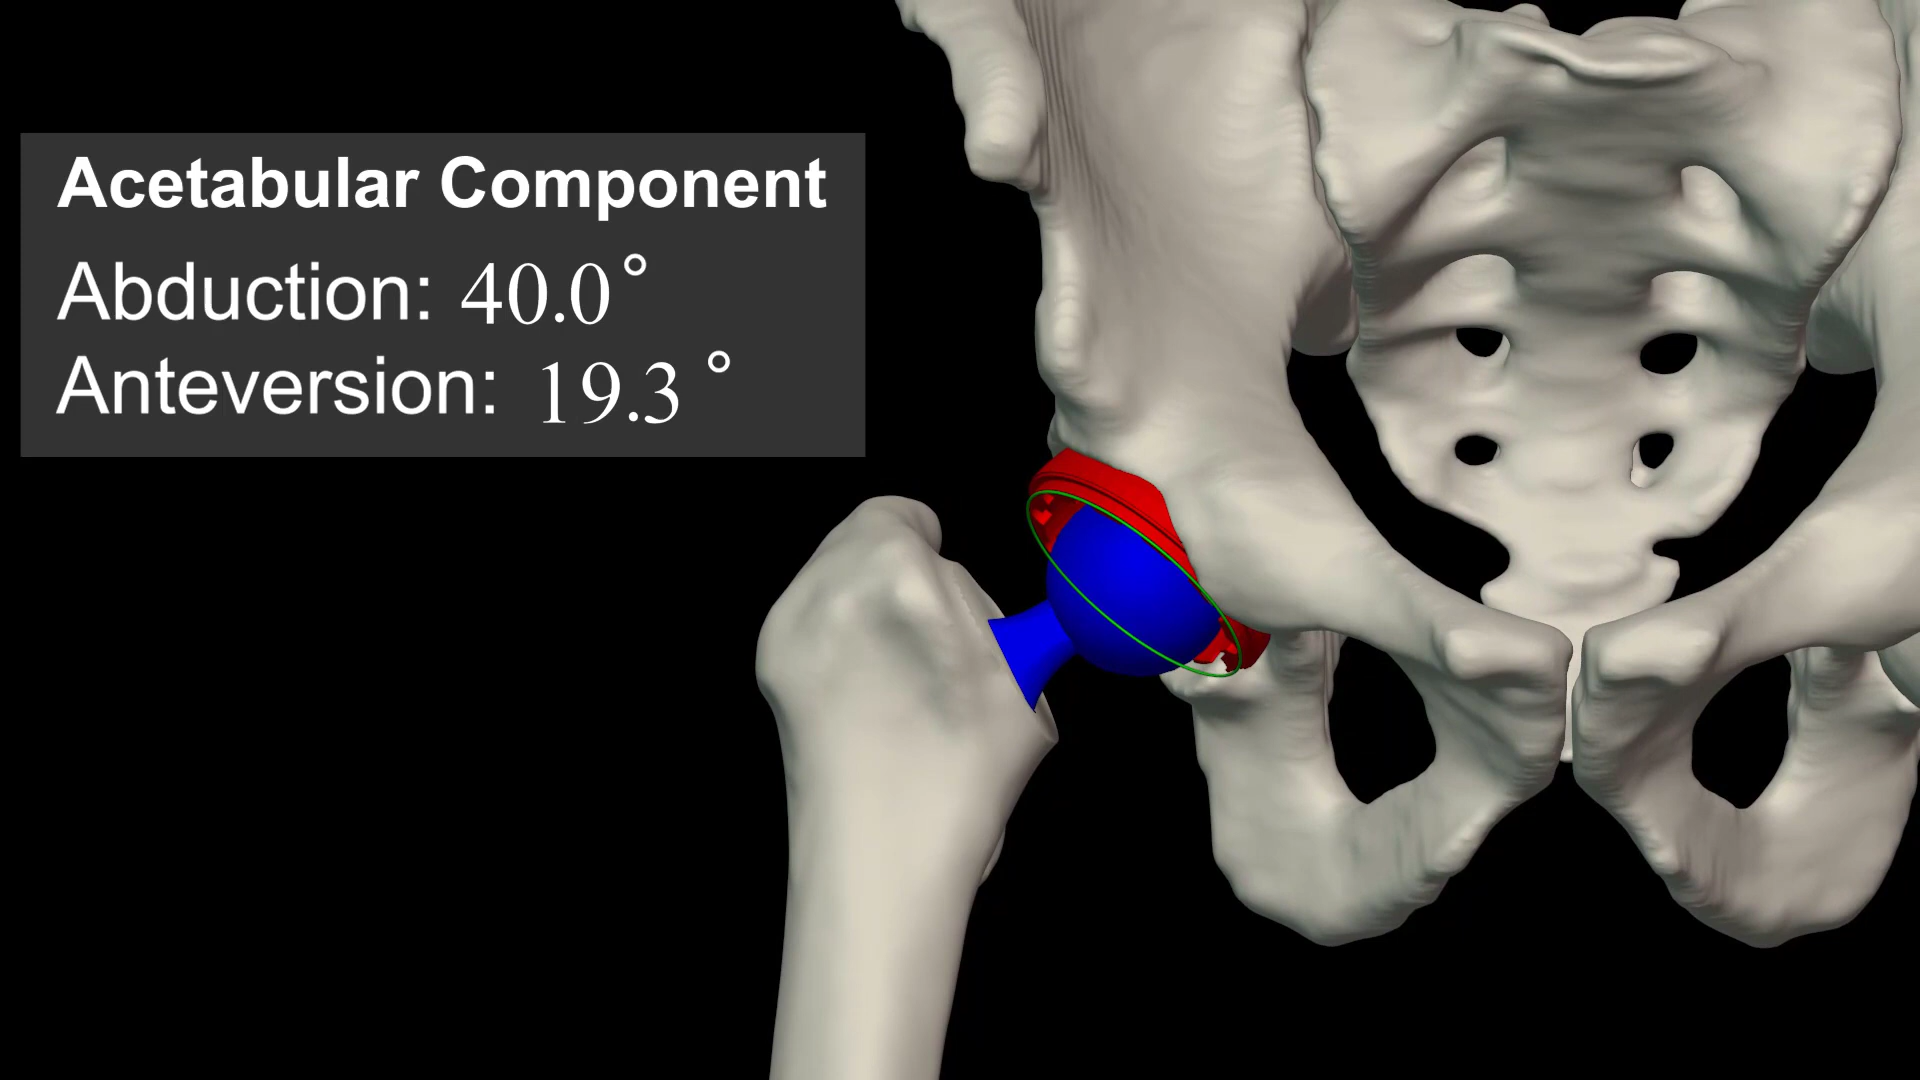 Acetabular Component
Abduction: 40.0°
Anteversion: 19.3 °